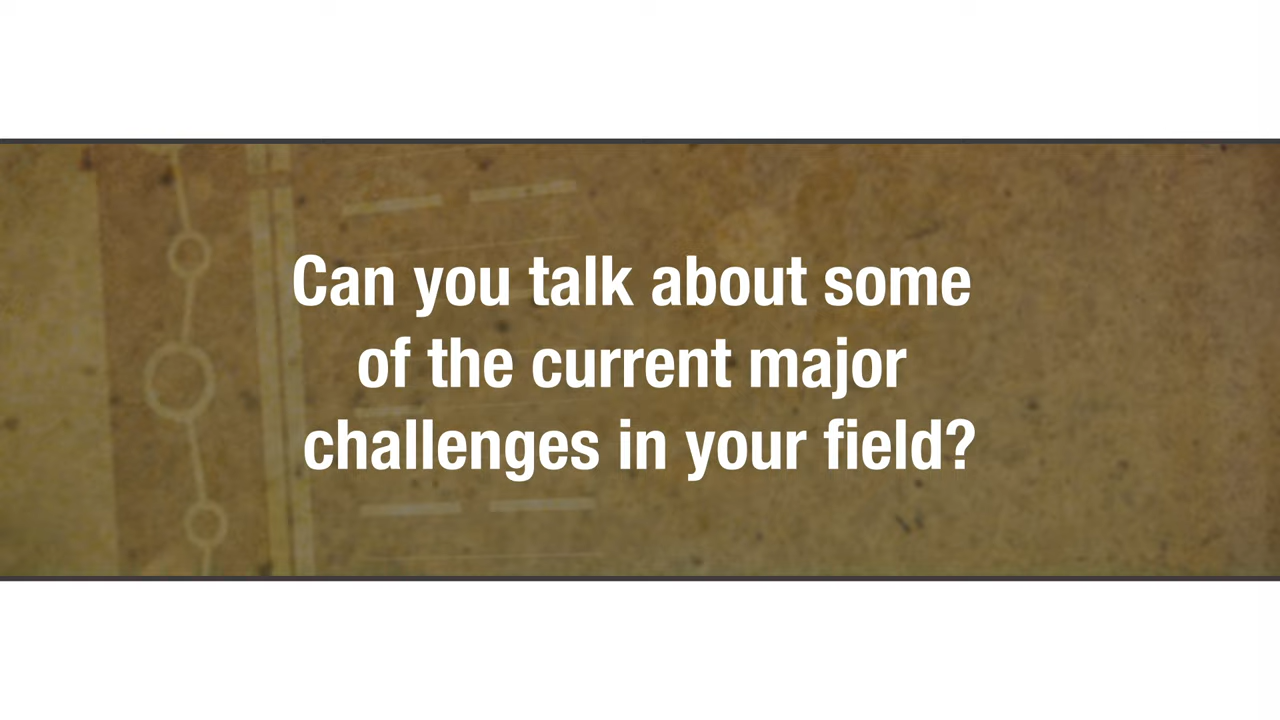 Can you talk about some
of the current major
challenges in your field?